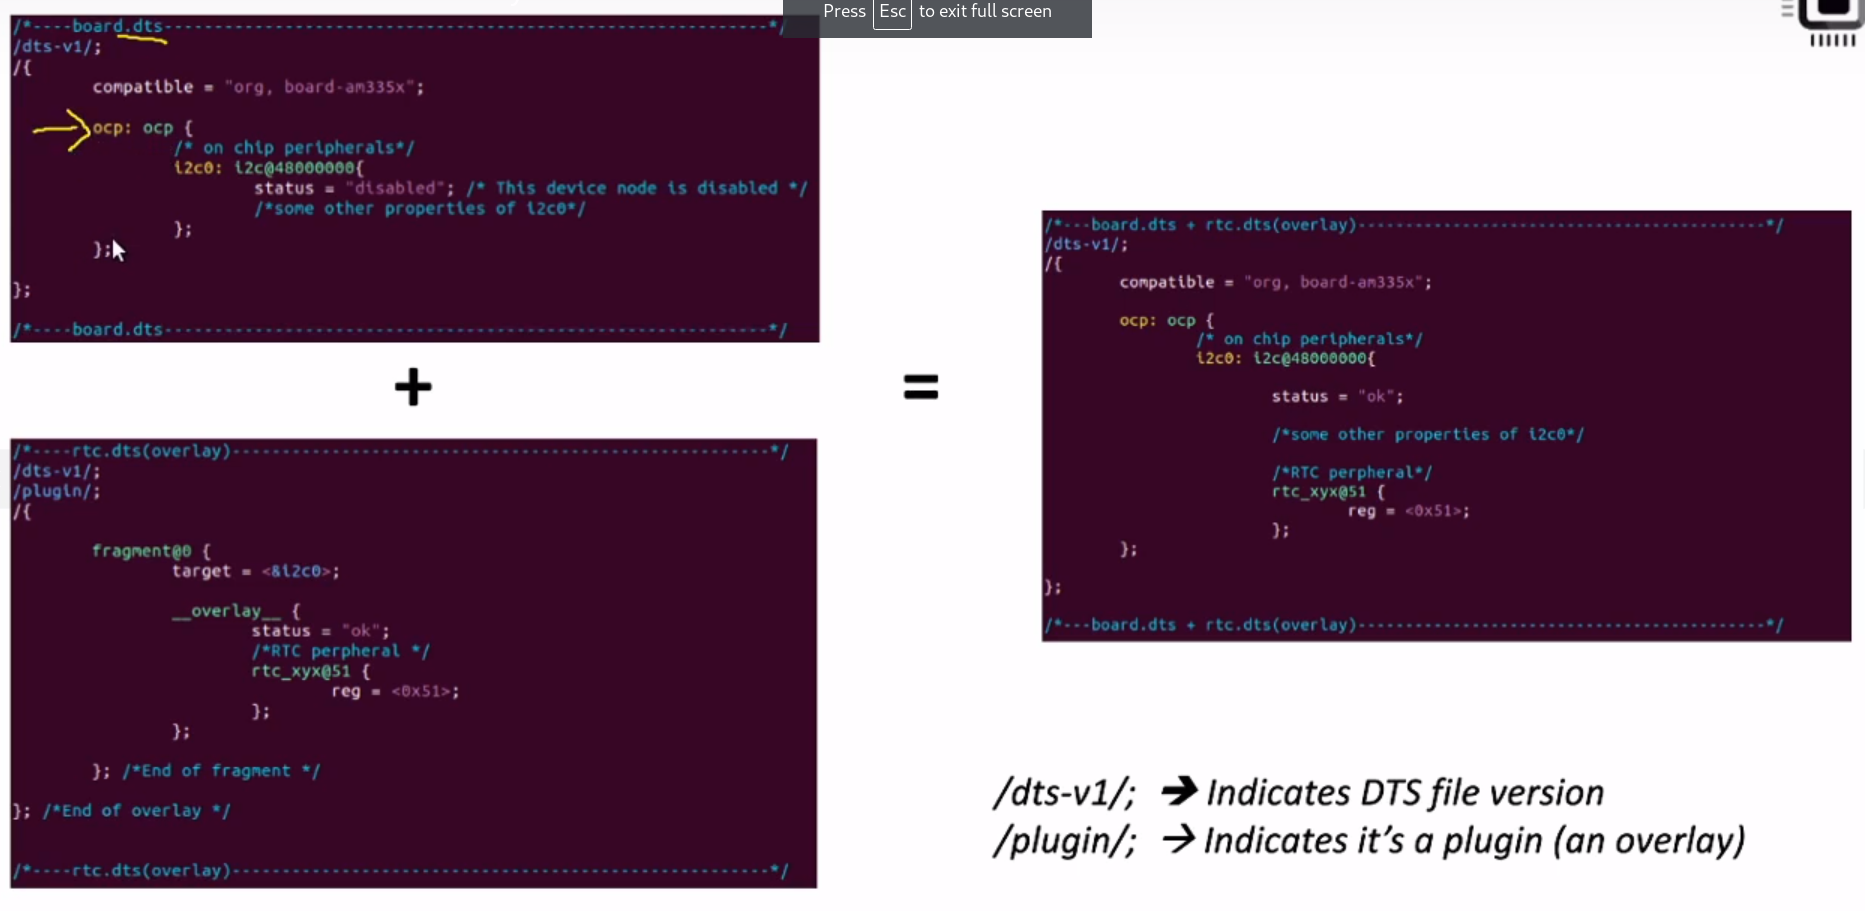 Press Esc to exit full screen
/*----board.dts------------------------------------------------------------*/
/dts-v1/;
/{
compatible = "org, board-am335x";
ocp: ocp {
/* on chip peripherals*/
i2c0: i2c@48000000{
status = "disabled"; /* This device node is disabled */
/*some other properties of i2c0*/
};
};
};
/*----board.dts------------------------------------------------------------*/
+
/*----rtc.dts(overlay)-----------------------------------------------------*/
/dts-v1/;
/plugin/;
/{
fragment@0 {
target = <&i2c0>;
__overlay__ {
status = "ok";
/*RTC perpheral */
rtc_xyx@51 {
reg = <0x51>;
};
};
}; /*End of fragment */
}; /*End of overlay */
/*----rtc.dts(overlay)-----------------------------------------------------*/
=
/*---board.dts + rtc.dts(overlay)-------------------------------------------*/
/dts-v1/;
/{
compatible = "org, board-am335x";
ocp: ocp {
/* on chip peripherals*/
i2c0: i2c@48000000{
status = "ok";
/*some other properties of i2c0*/
/*RTC perpheral*/
rtc_xyx@51 {
reg = <0x51>;
};
};
};
/*---board.dts + rtc.dts(overlay)-------------------------------------------*/
/dts-v1/; → Indicates DTS file version
/plugin/; → Indicates it’s a plugin (an overlay)